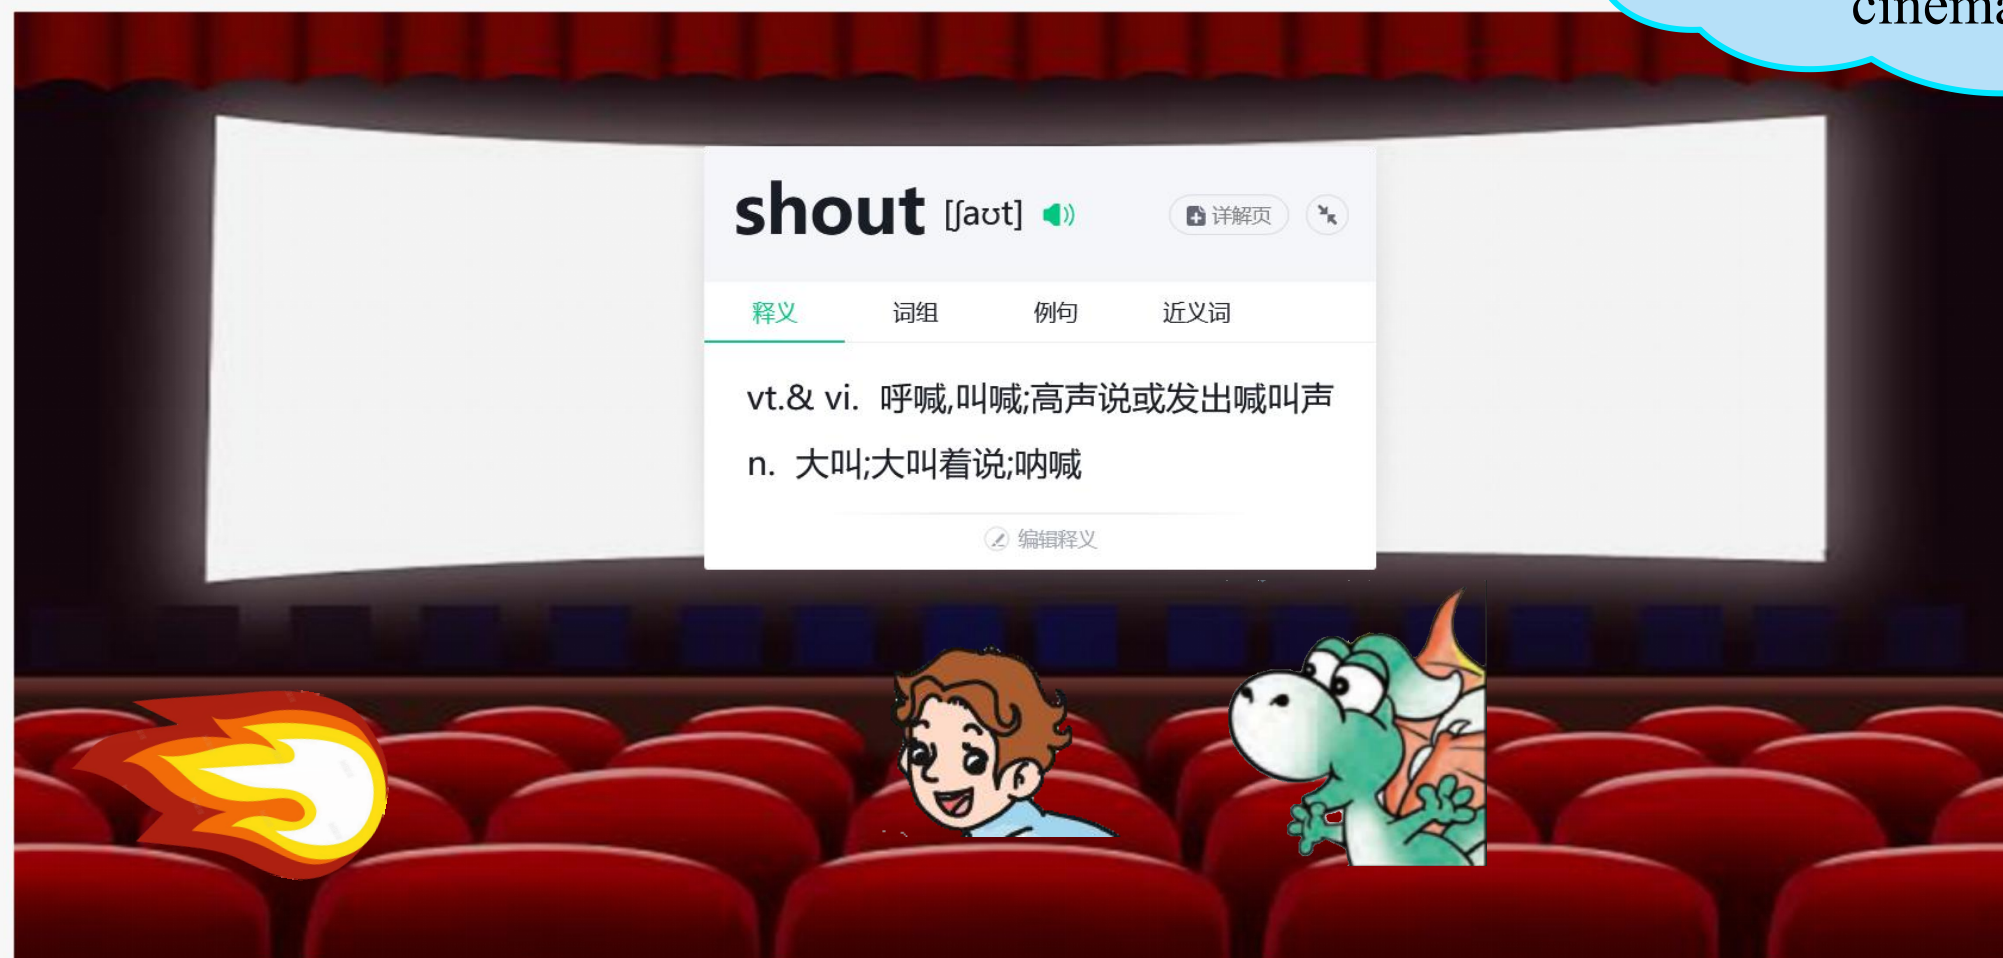 cinema
shout [ʃaʊt] 详解页
释义 词组 例句 近义词
vt.& vi. 呼喊,叫喊;高声说或发出喊叫声
n. 大叫;大叫着说;呐喊
编辑释义